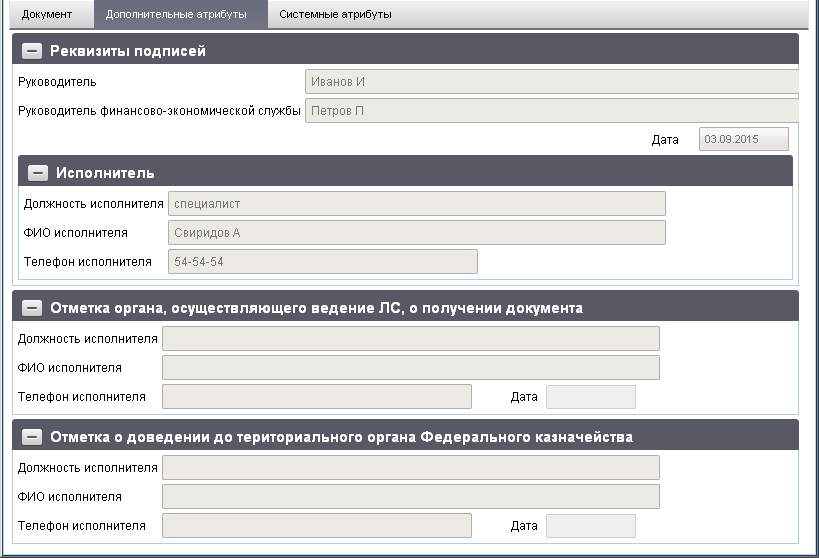 Документ Дополнительные атрибуты Системные атрибуты
Реквизиты подписей
Руководитель Иванов И
Руководитель финансово-экономической службы Петров П
Дата 03.09.2015
Исполнитель
Должность исполнителя специалист
ФИО исполнителя Свиридов А
Телефон исполнителя 54-54-54
Отметка органа, осуществляющего ведение ЛС, о получении документа
Должность исполнителя
ФИО исполнителя
Телефон исполнителя Дата
Отметка о доведении до териториального органа Федерального казначейства
Должность исполнителя
ФИО исполнителя
Телефон исполнителя Дата